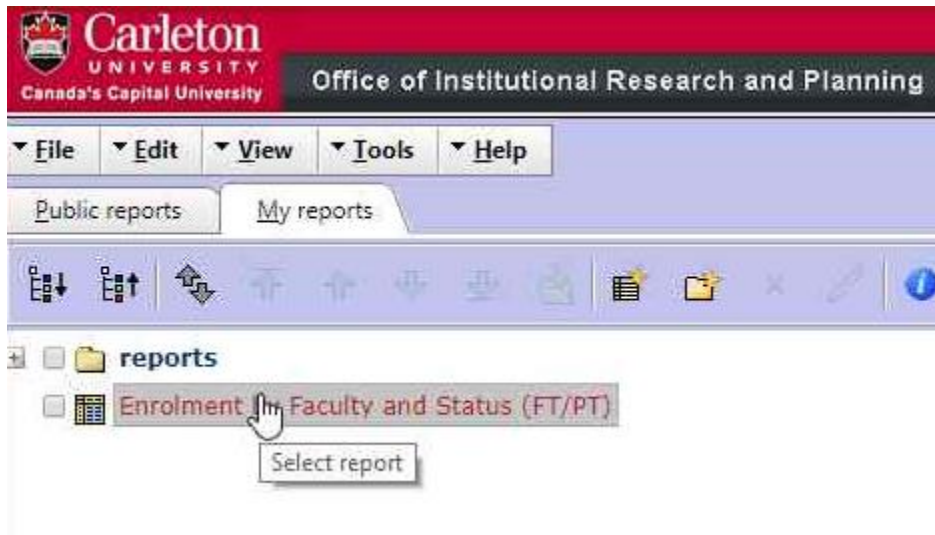 Carleton
UNIVERSITY
Canada's Capital University
Office of Institutional Research and Planning
File Edit View Tools Help
Public reports My reports
reports
Enrolment by Faculty and Status (FT/PT)
Select report